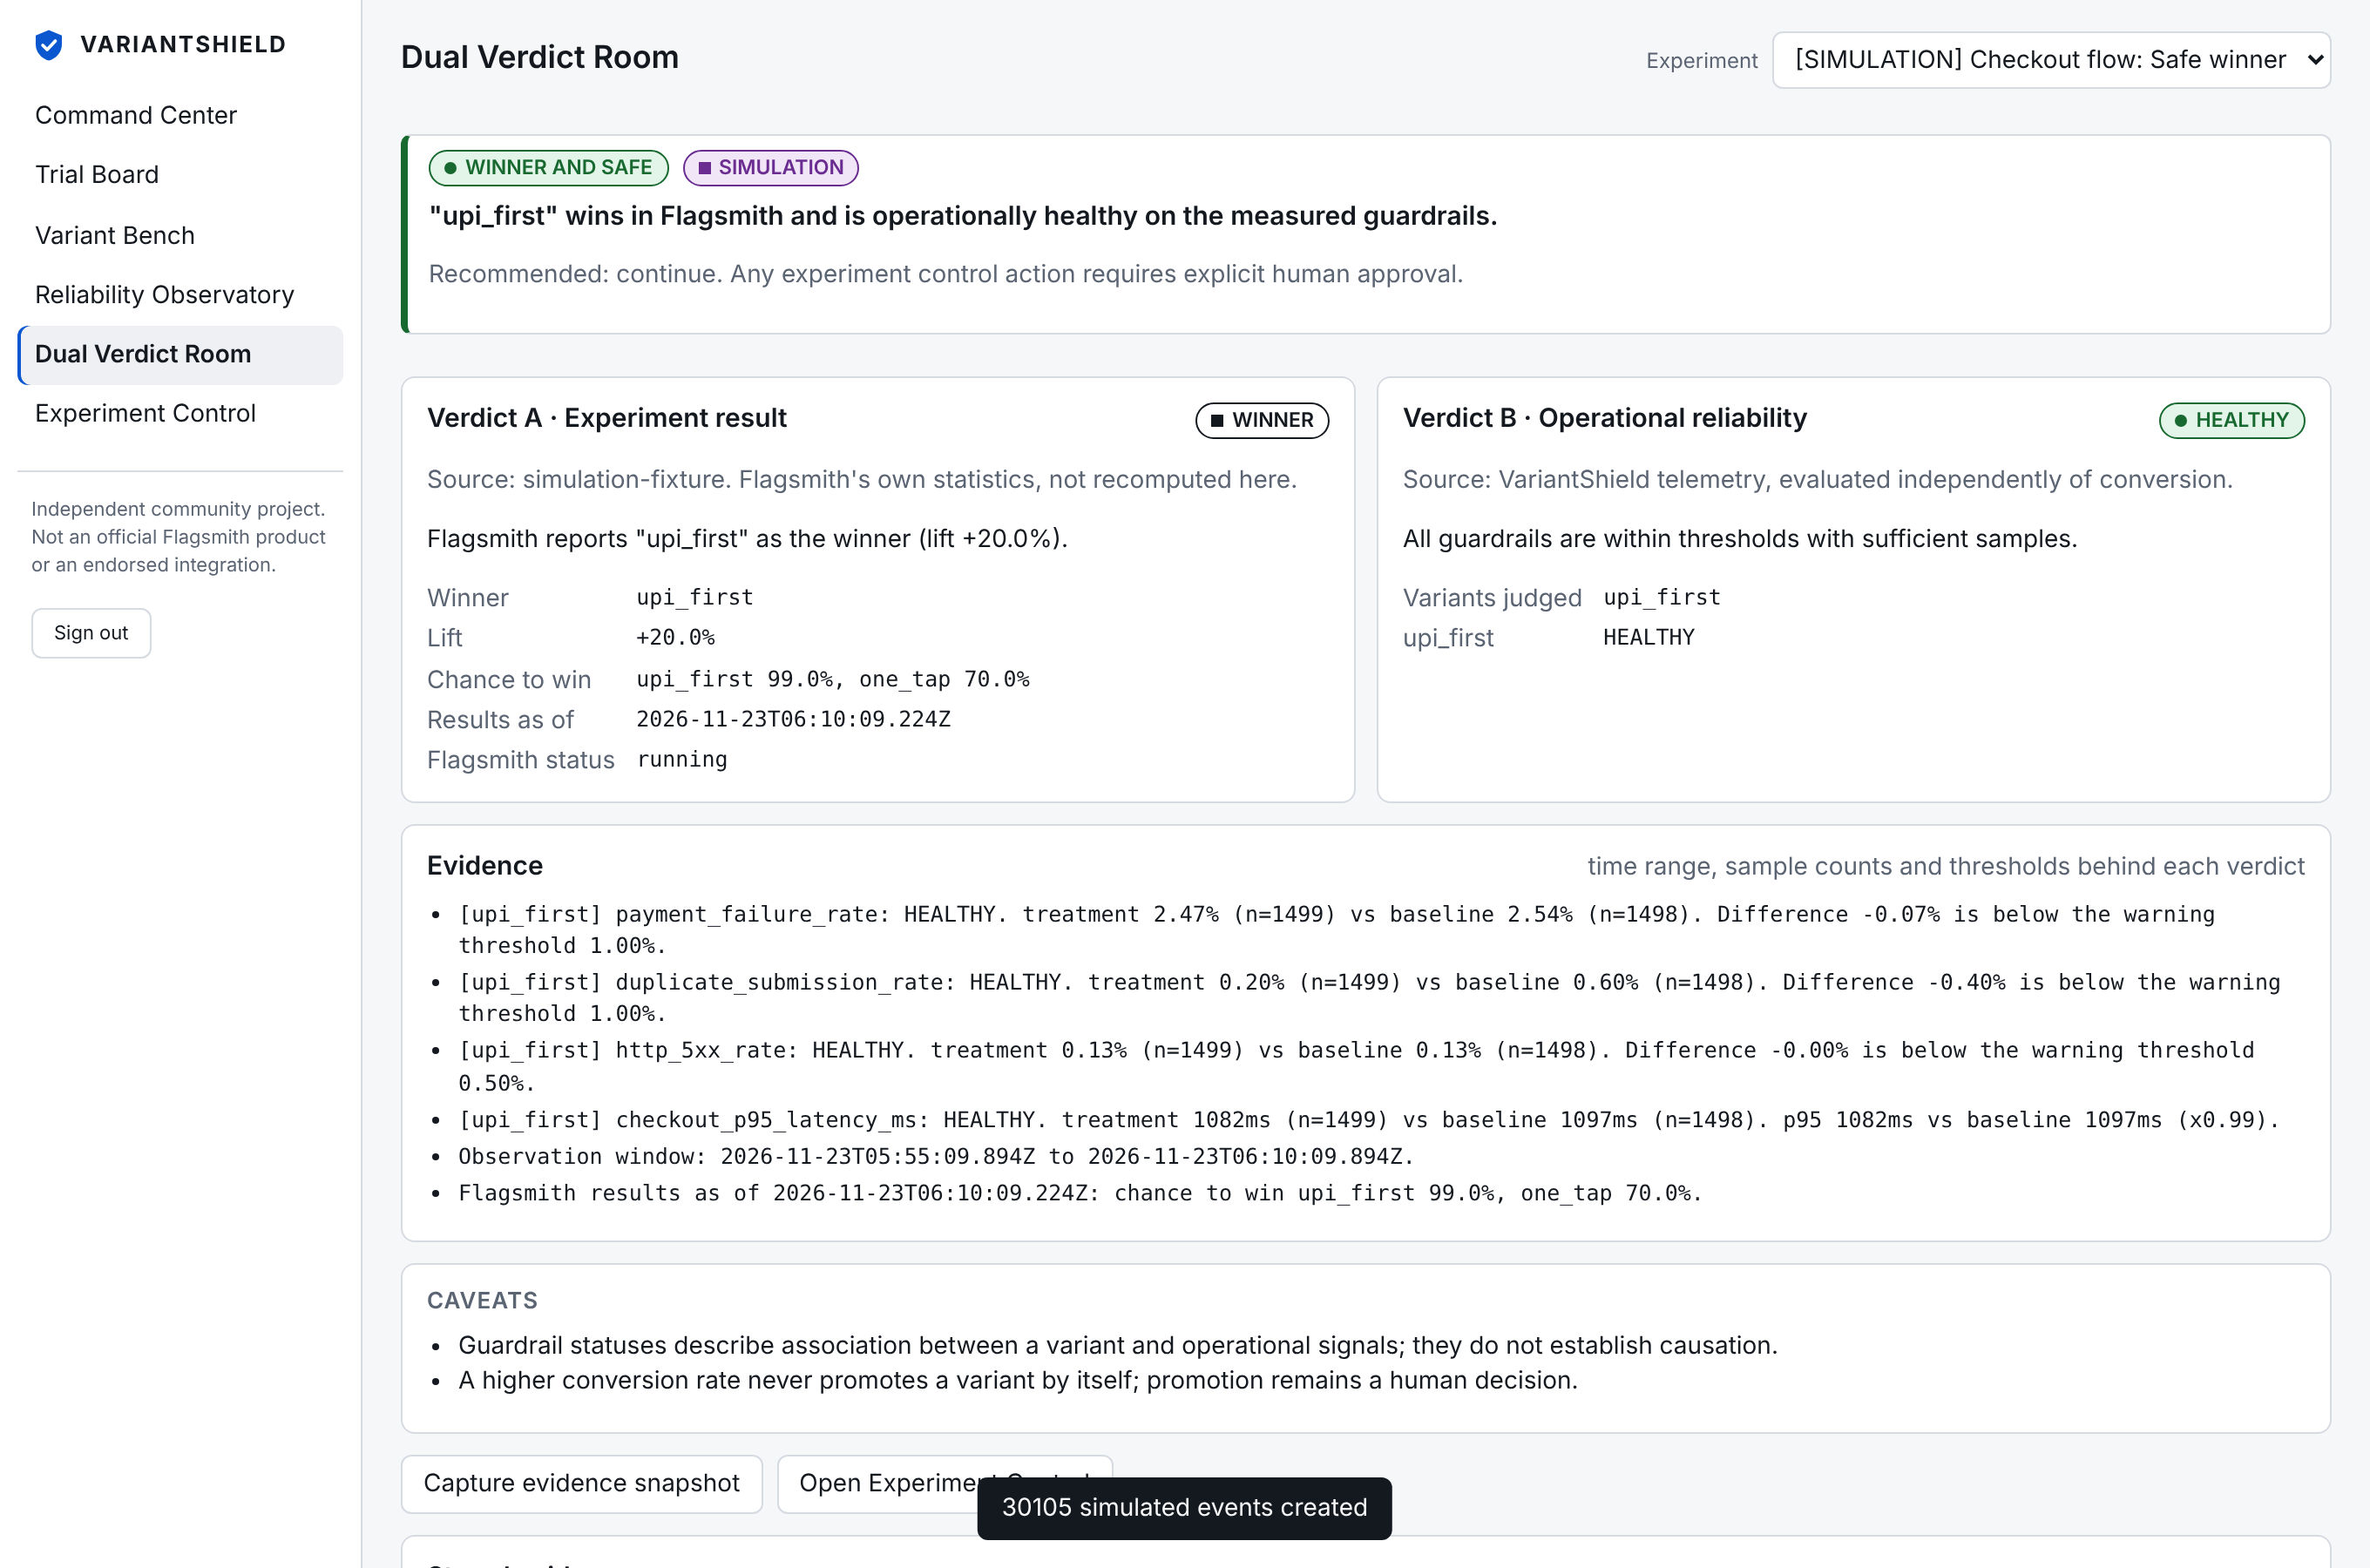 VARIANTSHIELD
Command Center
Trial Board
Variant Bench
Reliability Observatory
Dual Verdict Room
Experiment Control
Independent community project.
Not an official Flagsmith product
or an endorsed integration.
Sign out
Dual Verdict Room
Experiment
[SIMULATION] Checkout flow: Safe winner
WINNER AND SAFE
SIMULATION
"upi_first" wins in Flagsmith and is operationally healthy on the measured guardrails.
Recommended: continue. Any experiment control action requires explicit human approval.
Verdict A · Experiment result
WINNER
Source: simulation-fixture. Flagsmith's own statistics, not recomputed here.
Flagsmith reports "upi_first" as the winner (lift +20.0%).
Winner upi_first
Lift +20.0%
Chance to win upi_first 99.0%, one_tap 70.0%
Results as of 2026-11-23T06:10:09.224Z
Flagsmith status running
Verdict B · Operational reliability
HEALTHY
Source: VariantShield telemetry, evaluated independently of conversion.
All guardrails are within thresholds with sufficient samples.
Variants judged upi_first
upi_first HEALTHY
Evidence
time range, sample counts and thresholds behind each verdict
[upi_first] payment_failure_rate: HEALTHY. treatment 2.47% (n=1499) vs baseline 2.54% (n=1498). Difference -0.07% is below the warning
threshold 1.00%.
[upi_first] duplicate_submission_rate: HEALTHY. treatment 0.20% (n=1499) vs baseline 0.60% (n=1498). Difference -0.40% is below the warning
threshold 1.00%.
[upi_first] http_5xx_rate: HEALTHY. treatment 0.13% (n=1499) vs baseline 0.13% (n=1498). Difference -0.00% is below the warning threshold
0.50%.
[upi_first] checkout_p95_latency_ms: HEALTHY. treatment 1082ms (n=1499) vs baseline 1097ms (n=1498). p95 1082ms vs baseline 1097ms (x0.99).
Observation window: 2026-11-23T05:55:09.894Z to 2026-11-23T06:10:09.894Z.
Flagsmith results as of 2026-11-23T06:10:09.224Z: chance to win upi_first 99.0%, one_tap 70.0%.
CAVEATS
Guardrail statuses describe association between a variant and operational signals; they do not establish causation.
A higher conversion rate never promotes a variant by itself; promotion remains a human decision.
Capture evidence snapshot
Open Experiment
30105 simulated events created